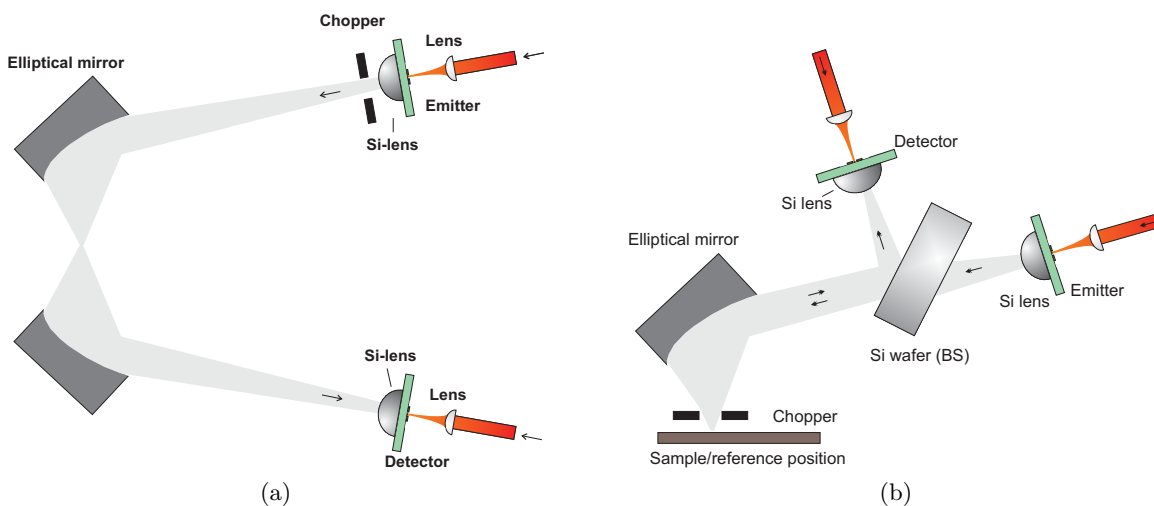 Chopper
Lens
Elliptical mirror
Emitter
Si-lens
Si-lens
Lens
Detector
(a)
Detector
Si lens
Elliptical mirror
Si lens
Emitter
Si wafer (BS)
Chopper
Sample/reference position
(b)